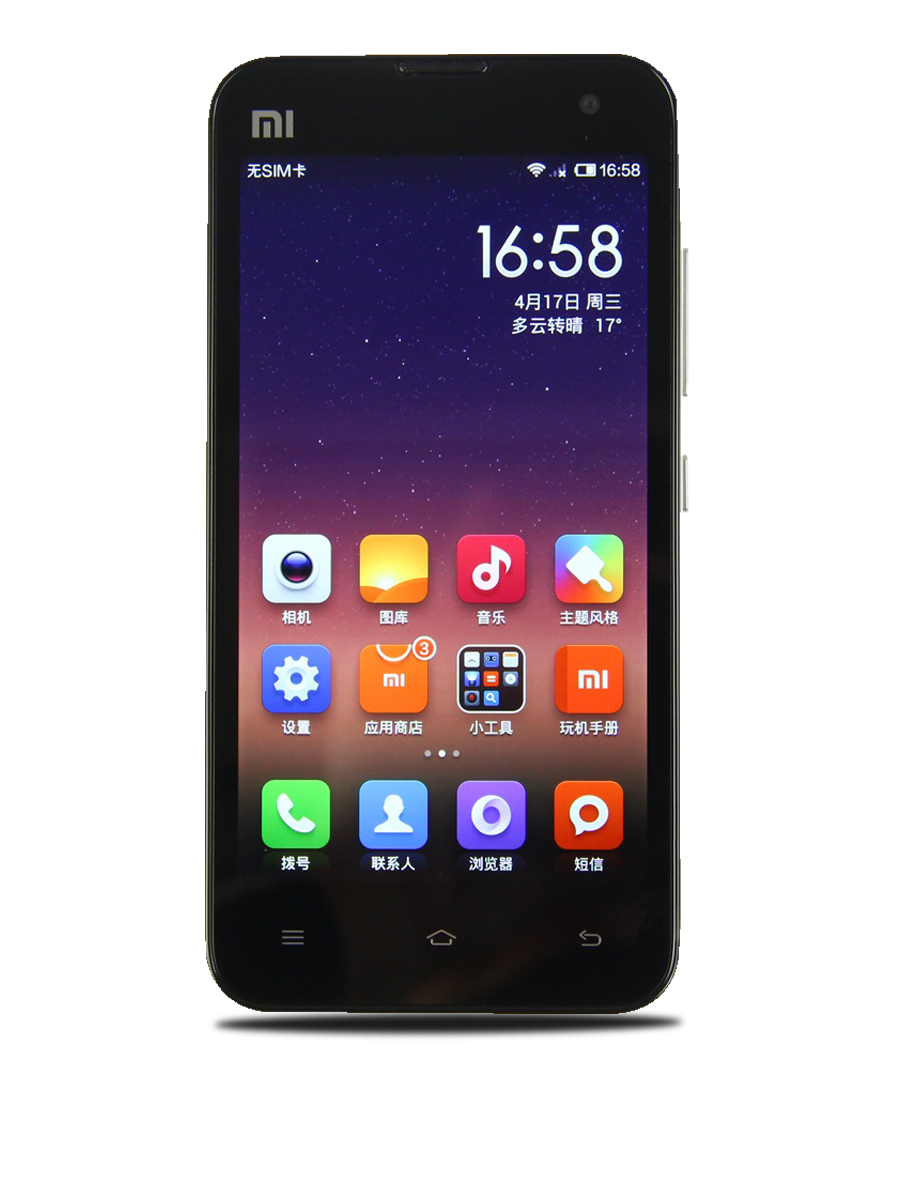 mi
无SIM卡 16:58
16:58
4月17日 周三
多云转晴 17°
相机 图库 音乐 主题风格
3
mi mi
设置 应用商店 小工具 玩机手册
拨号 联系人 浏览器 短信